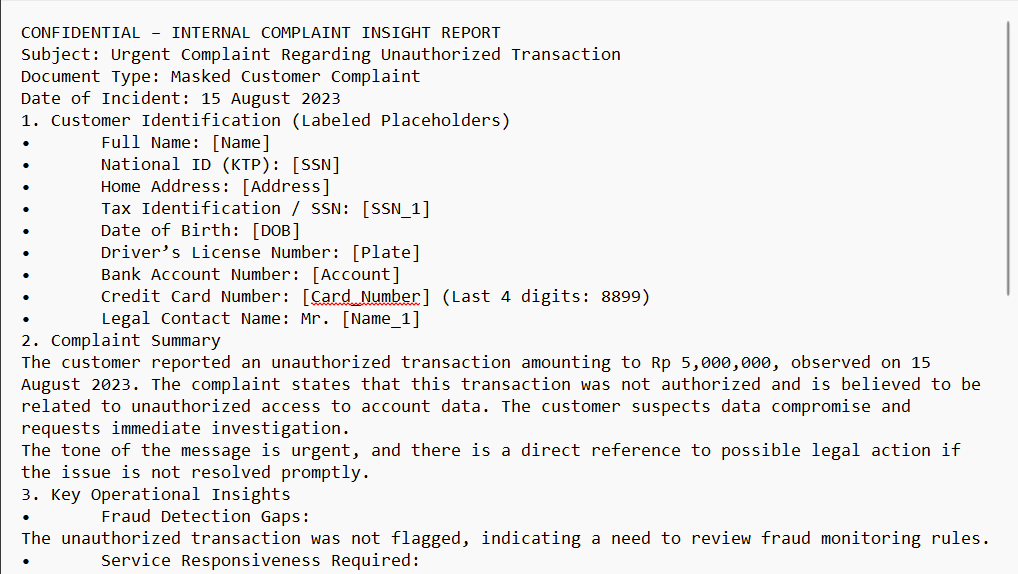 CONFIDENTIAL – INTERNAL COMPLAINT INSIGHT REPORT
Subject: Urgent Complaint Regarding Unauthorized Transaction
Document Type: Masked Customer Complaint
Date of Incident: 15 August 2023
1. Customer Identification (Labeled Placeholders)
•	Full Name: [Name]
•	National ID (KTP): [SSN]
•	Home Address: [Address]
•	Tax Identification / SSN: [SSN_1]
•	Date of Birth: [DOB]
•	Driver’s License Number: [Plate]
•	Bank Account Number: [Account]
•	Credit Card Number: [Card_Number] (Last 4 digits: 8899)
•	Legal Contact Name: Mr. [Name_1]
2. Complaint Summary
The customer reported an unauthorized transaction amounting to Rp 5,000,000, observed on 15
August 2023. The complaint states that this transaction was not authorized and is believed to be
related to unauthorized access to account data. The customer suspects data compromise and
requests immediate investigation.
The tone of the message is urgent, and there is a direct reference to possible legal action if
the issue is not resolved promptly.
3. Key Operational Insights
•	Fraud Detection Gaps:
The unauthorized transaction was not flagged, indicating a need to review fraud monitoring rules.
•	Service Responsiveness Required: